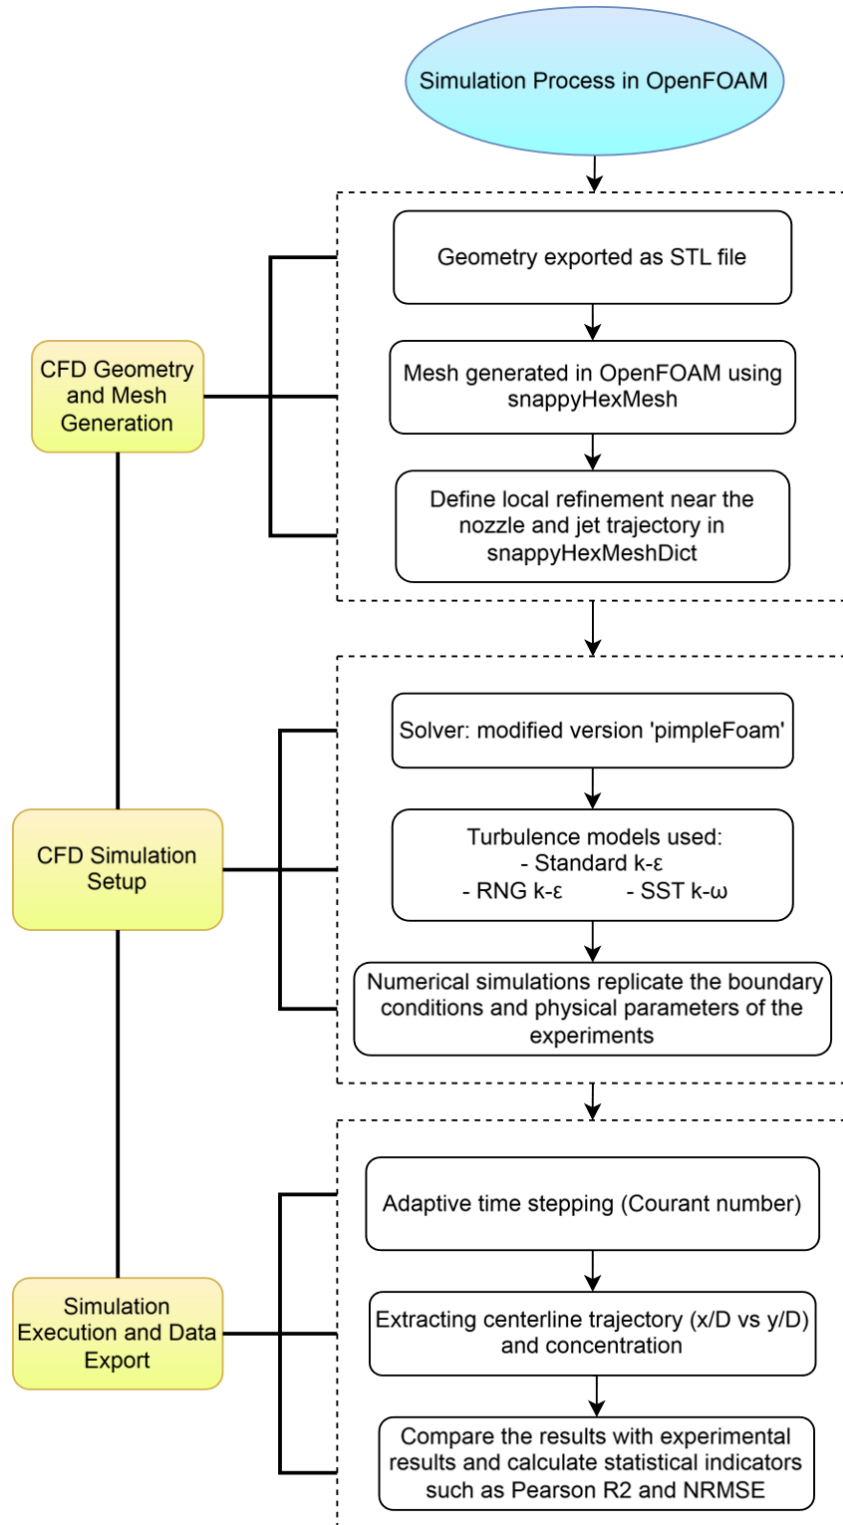 Simulation Process in OpenFOAM
Geometry exported as STL file
CFD Geometry
and Mesh
Generation
Mesh generated in OpenFOAM using
snappyHexMesh
Define local refinement near the
nozzle and jet trajectory in
snappyHexMeshDict
Solver: modified version 'pimpleFoam'
CFD Simulation
Setup
Turbulence models used:
- Standard k-ε
- RNG k-ε - SST k-ω
Numerical simulations replicate the boundary
conditions and physical parameters of the
experiments
Adaptive time stepping (Courant number)
Simulation
Execution and Data
Export
Extracting centerline trajectory (x/D vs y/D)
and concentration
Compare the results with experimental
results and calculate statistical indicators
such as Pearson R2 and NRMSE